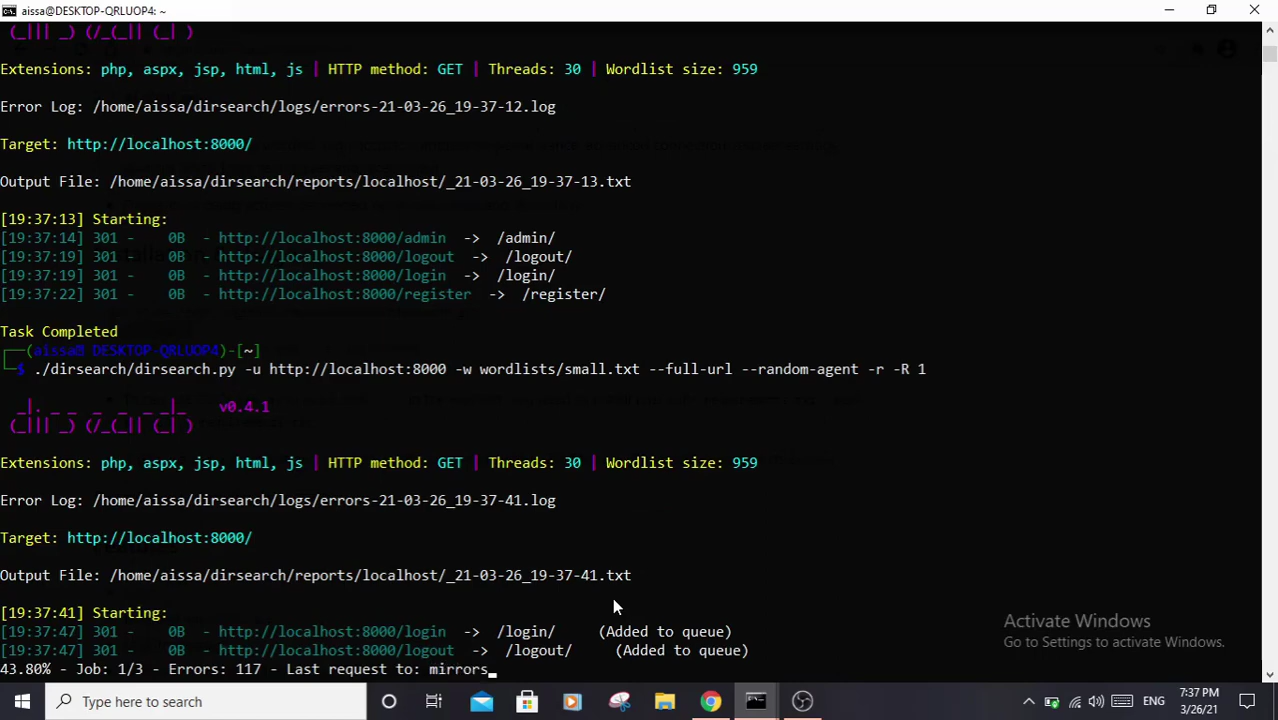 aissa@DESKTOP-QRLUOP4: ~
(_||| _) (/_(_|| (_| )
Extensions: php, aspx, jsp, html, js | HTTP method: GET | Threads: 30 | Wordlist size: 959
Error Log: /home/aissa/dirsearch/logs/errors-21-03-26_19-37-12.log
Target: http://localhost:8000/
Output File: /home/aissa/dirsearch/reports/localhost/_21-03-26_19-37-13.txt
[19:37:13] Starting:
[19:37:14] 301 -    0B  - http://localhost:8000/admin  ->  /admin/
[19:37:19] 301 -    0B  - http://localhost:8000/logout  ->  /logout/
[19:37:19] 301 -    0B  - http://localhost:8000/login  ->  /login/
[19:37:22] 301 -    0B  - http://localhost:8000/register  ->  /register/
Task Completed
┌──(aissa@ DESKTOP-QRLUOP4)-[~]
└─$ ./dirsearch/dirsearch.py -u http://localhost:8000 -w wordlists/small.txt --full-url --random-agent -r -R 1
_|. _ _  _  _  _ _|_    v0.4.1
(_||| _) (/_(_|| (_| )
Extensions: php, aspx, jsp, html, js | HTTP method: GET | Threads: 30 | Wordlist size: 959
Error Log: /home/aissa/dirsearch/logs/errors-21-03-26_19-37-41.log
Target: http://localhost:8000/
Output File: /home/aissa/dirsearch/reports/localhost/_21-03-26_19-37-41.txt
[19:37:41] Starting:
[19:37:47] 301 -    0B  - http://localhost:8000/login  ->  /login/     (Added to queue)
[19:37:47] 301 -    0B  - http://localhost:8000/logout  ->  /logout/     (Added to queue)
43.80% - Job: 1/3 - Errors: 117 - Last request to: mirrors
Activate Windows
Go to Settings to activate Windows.
Type here to search
ENG
7:37 PM
3/26/21